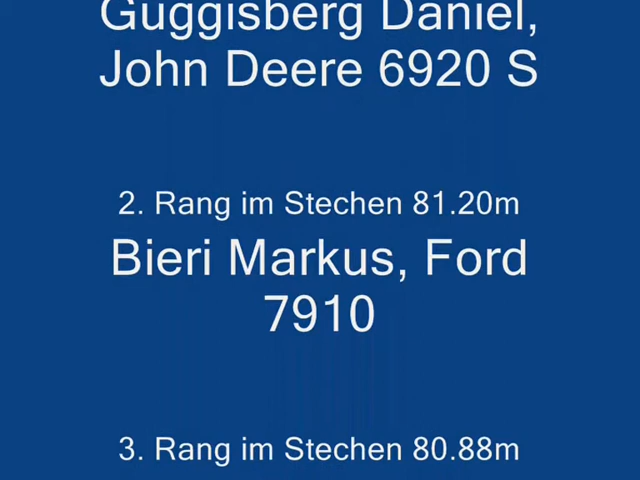 Guggisberg Daniel,
John Deere 6920 S
2. Rang im Stechen 81.20m
Bieri Markus, Ford
7910
3. Rang im Stechen 80.88m